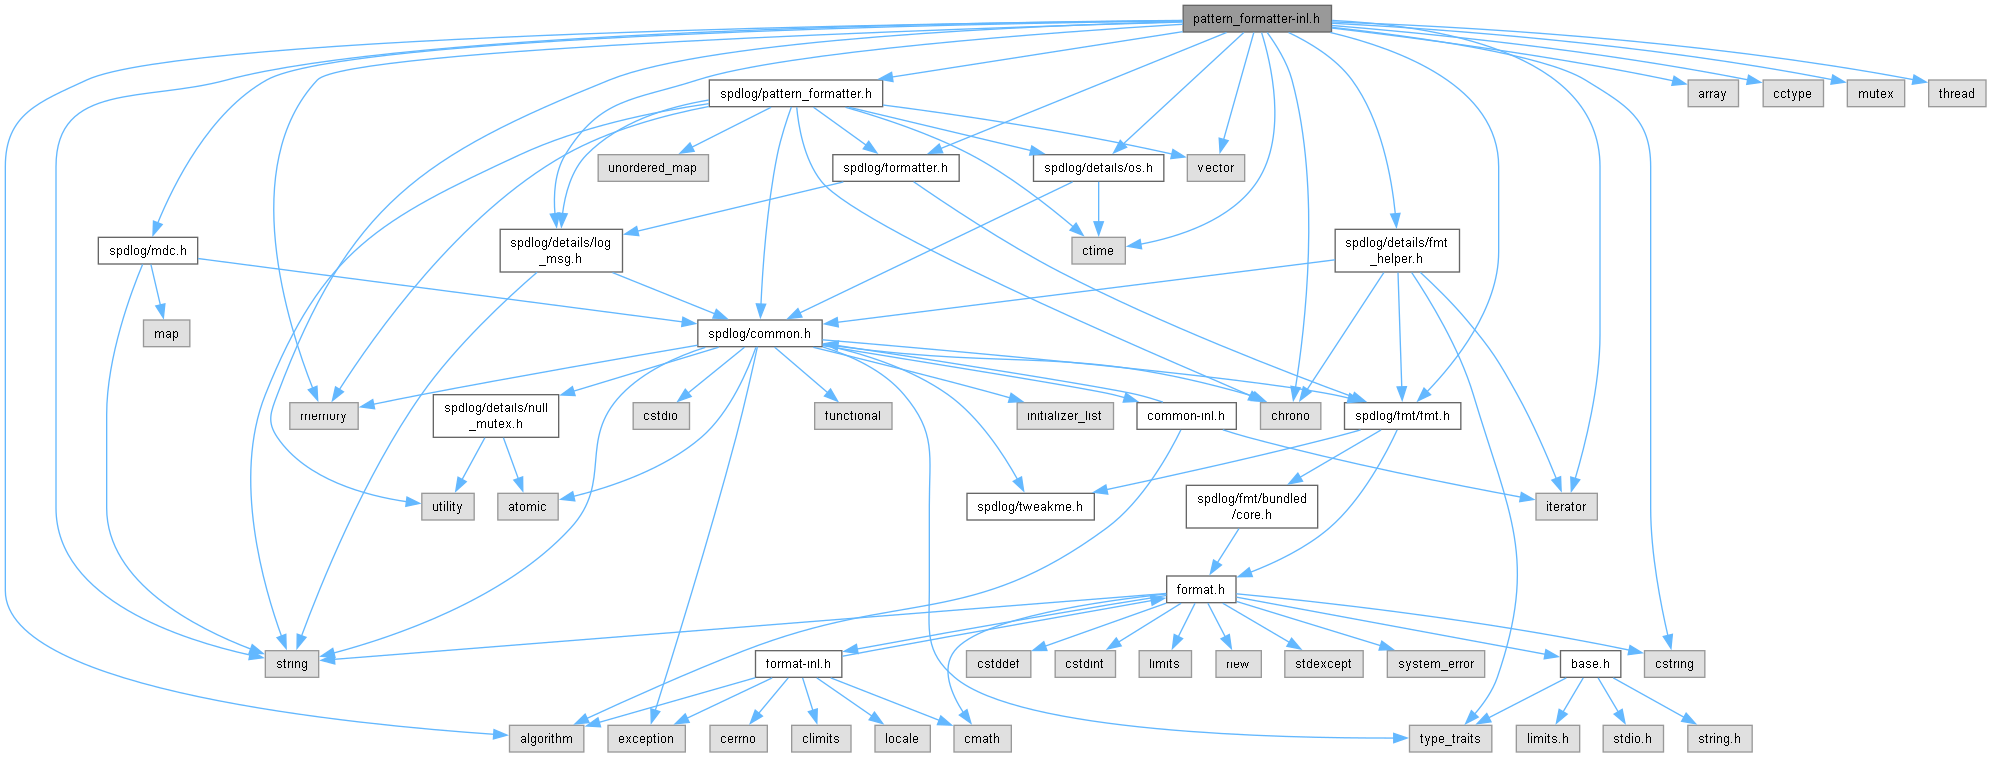 pattern_formatter-inl.h
spdlog/pattern_formatter.h
array
cctype
mutex
thread
unordered_map
spdlog/formatter.h
spdlog/details/os.h
vector
spdlog/mdc.h
spdlog/details/log
_msg.h
ctime
spdlog/details/fmt
_helper.h
map
spdlog/common.h
memory
spdlog/details/null
_mutex.h
cstdio
functional
initializer_list
common-inl.h
chrono
spdlog/fmt/fmt.h
utility
atomic
spdlog/tweakme.h
spdlog/fmt/bundled
/core.h
iterator
format.h
string
format-inl.h
cstddef
cstdint
limits
new
stdexcept
system_error
base.h
cstring
algorithm
exception
cerrno
climits
locale
cmath
type_traits
limits.h
stdio.h
string.h